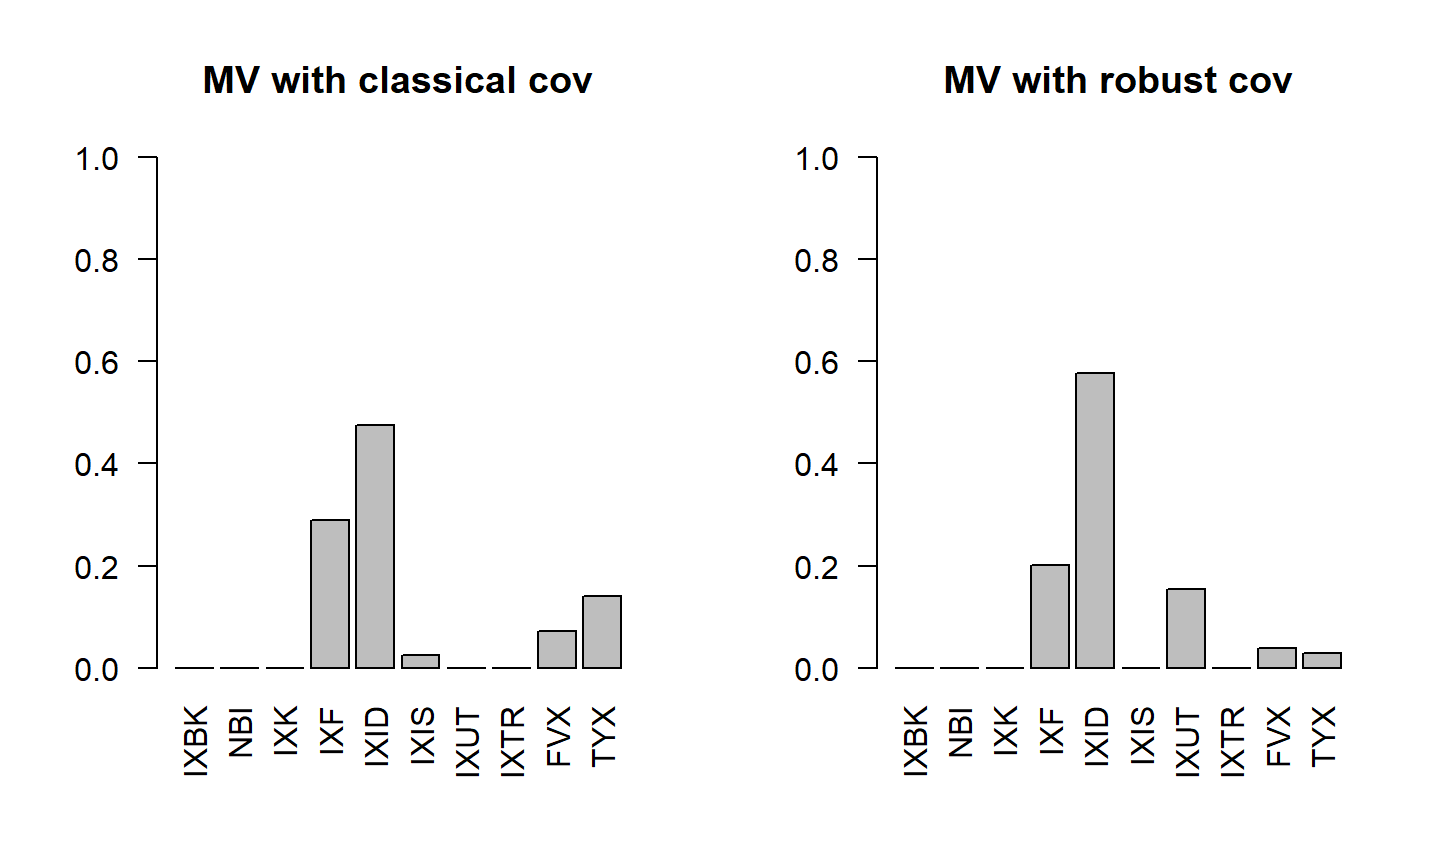 MV with classical cov
1.0
0.8
0.6
0.4
0.2
0.0
IXBK
NBI
IXK
IXF
IXID
IXIS
IXUT
IXTR
FVX
TYX
MV with robust cov
1.0
0.8
0.6
0.4
0.2
0.0
IXBK
NBI
IXK
IXF
IXID
IXIS
IXUT
IXTR
FVX
TYX